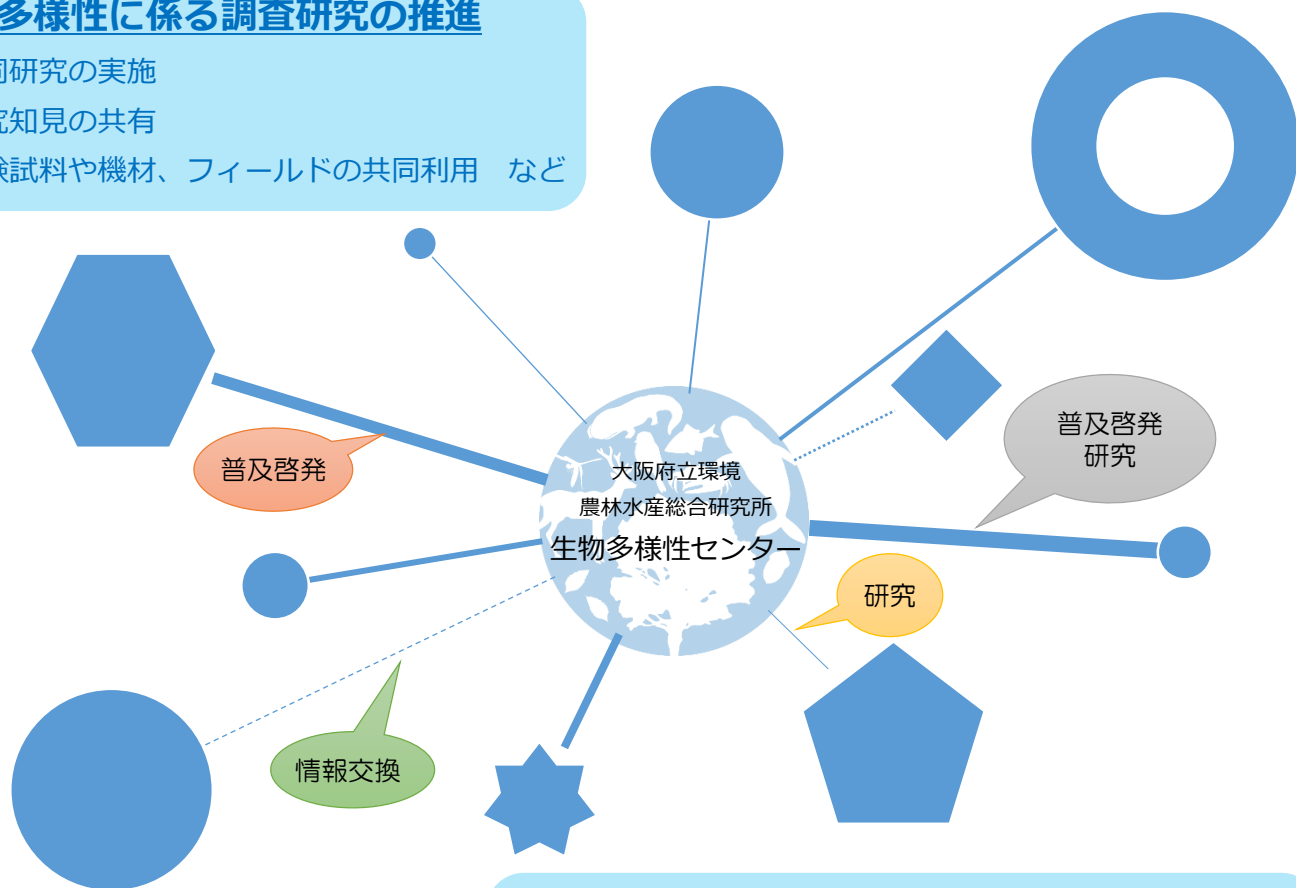 多様性に係る調査研究の推進
研究の実施
知見の共有
試料や機材、フィールドの共同利用　など
普及啓発
研究
大阪府立環境
農林水産総合研究所
生物多様性センター
普及啓発
研究
情報交換